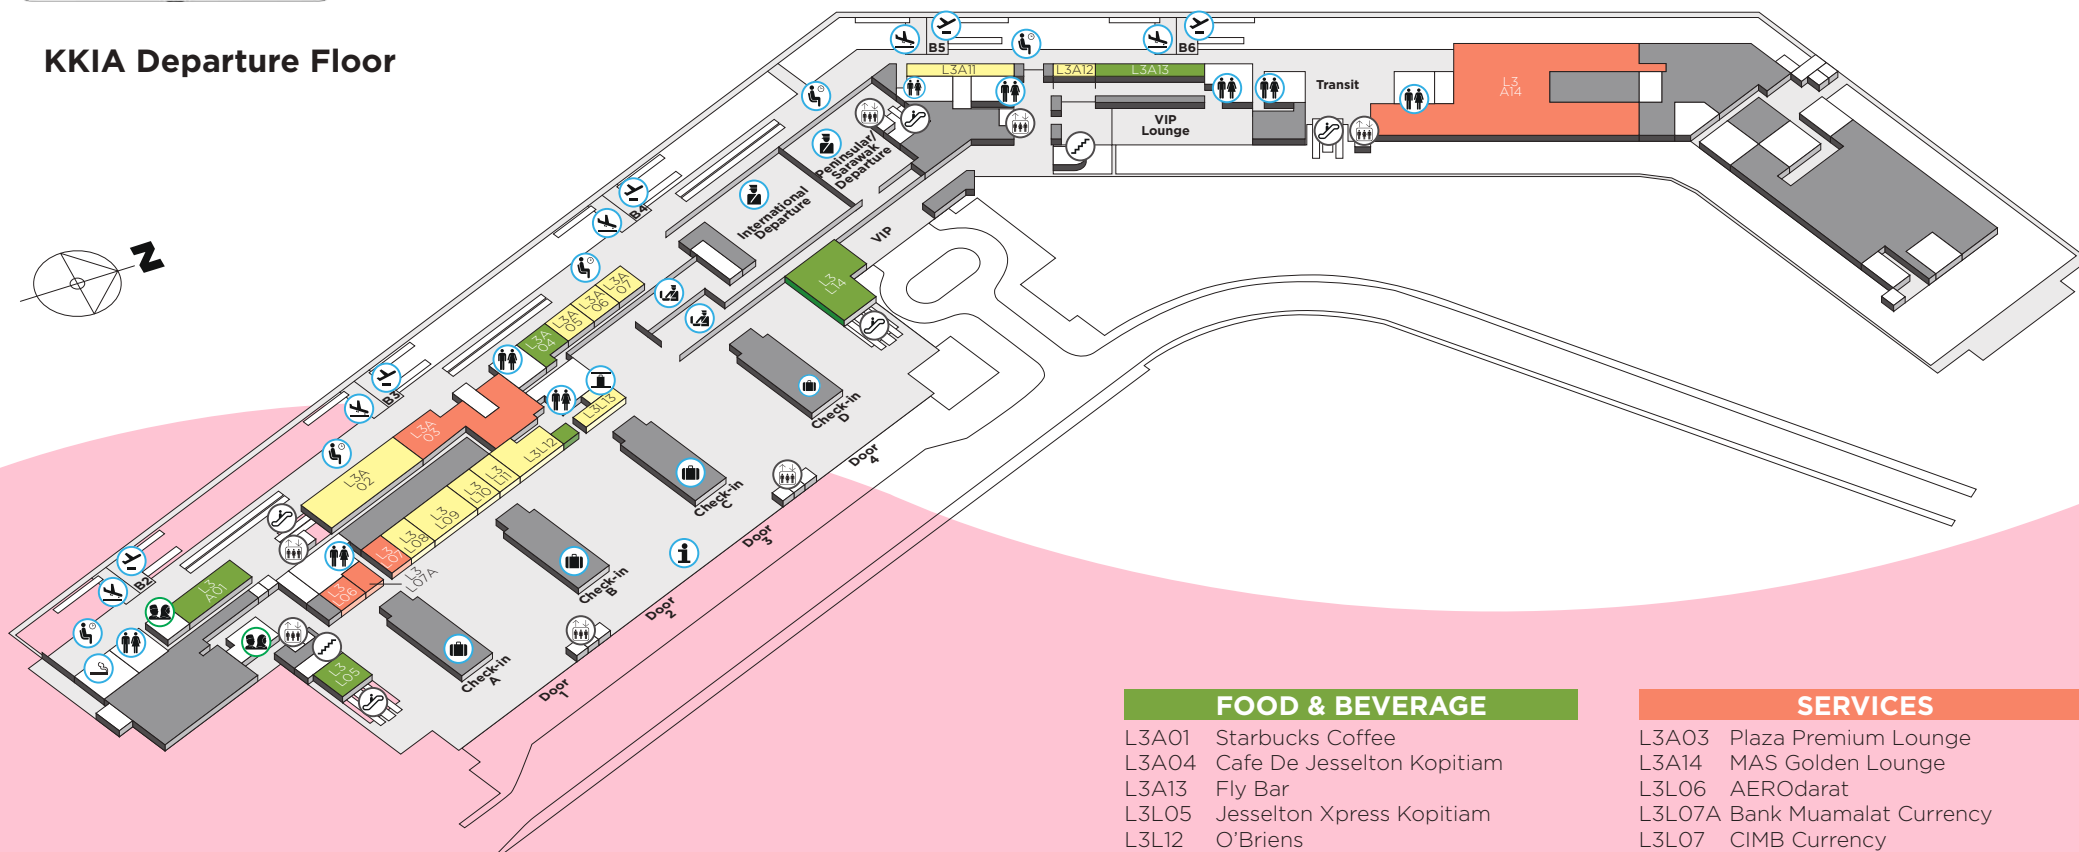 KKIA Departure Floor
N
B5
B6
L3A11
L3A12
L3A13
Transit
L3
A14
VIP
Lounge
Peninsular/
Sarawak
Departure
International
Departure
B4
VIP
L3
L14
L3A
07
L3A
06
L3A
05
L3A
04
B3
L3L13
L3A
03
L3L12
L3
L11
L3
L10
L3
L09
L3
L08
L3
L07
L3
L07A
L3
L06
L3A
02
Check-in
D
Door
4
Check-in
C
Door
3
Check-in
B
Door
2
Check-in
A
Door
1
B2
L3
A01
L3
L05
FOOD & BEVERAGE
L3A01 Starbucks Coffee
L3A04 Cafe De Jesselton Kopitiam
L3A13 Fly Bar
L3L05 Jesselton Xpress Kopitiam
L3L12 O'Briens
SERVICES
L3A03 Plaza Premium Lounge
L3A14 MAS Golden Lounge
L3L06 AEROdarat
L3L07A Bank Muamalat Currency
L3L07 CIMB Currency